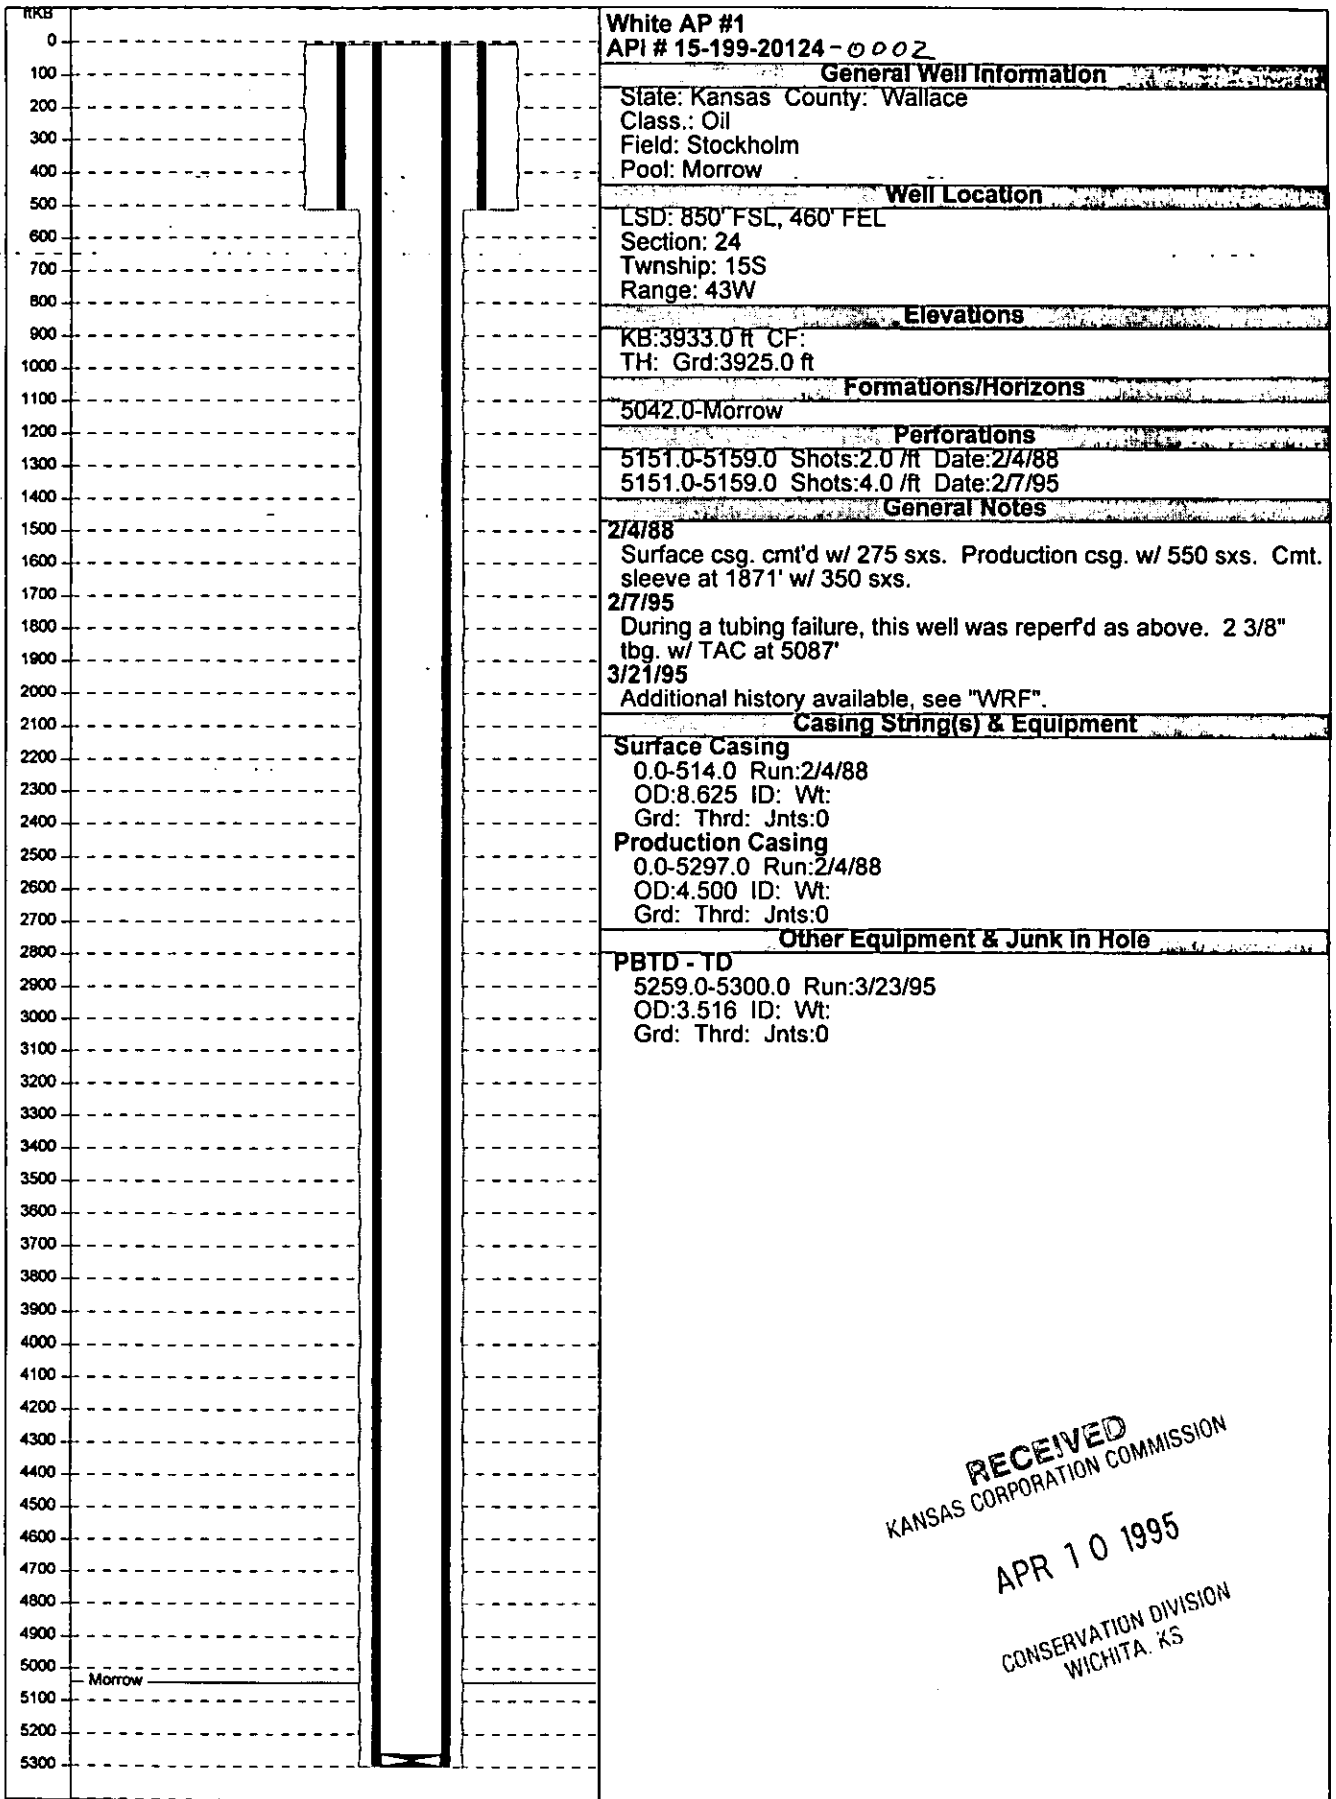 ftKB
0
100
200
300
400
500
600
700
800
900
1000
1100
1200
1300
1400
1500
1600
1700
1800
1900
2000
2100
2200
2300
2400
2500
2600
2700
2800
2900
3000
3100
3200
3300
3400
3500
3600
3700
3800
3900
4000
4100
4200
4300
4400
4500
4600
4700
4800
4900
5000
Morrow
5100
5200
5300
White AP #1
API # 15-199-20124 - 0002
General Well Information
State: Kansas County: Wallace
Class.: Oil
Field: Stockholm
Pool: Morrow
Well Location
LSD: 850' FSL, 460' FEL
Section: 24
Twnship: 15S
Range: 43W
Elevations
KB:3933.0 ft CF:
TH: Grd:3925.0 ft
Formations/Horizons
5042.0-Morrow
Perforations
5151.0-5159.0 Shots:2.0 /ft Date:2/4/88
5151.0-5159.0 Shots:4.0 /ft Date:2/7/95
General Notes
2/4/88
Surface csg. cmt'd w/ 275 sxs. Production csg. w/ 550 sxs. Cmt.
sleeve at 1871' w/ 350 sxs.
2/7/95
During a tubing failure, this well was reperf'd as above. 2 3/8"
tbg. w/ TAC at 5087'
3/21/95
Additional history available, see "WRF".
Casing String(s) & Equipment
Surface Casing
0.0-514.0 Run:2/4/88
OD:8.625 ID: Wt:
Grd: Thrd: Jnts:0
Production Casing
0.0-5297.0 Run:2/4/88
OD:4.500 ID: Wt:
Grd: Thrd: Jnts:0
Other Equipment & Junk in Hole
PBTD - TD
5259.0-5300.0 Run:3/23/95
OD:3.516 ID: Wt:
Grd: Thrd: Jnts:0
RECEIVED
KANSAS CORPORATION COMMISSION
APR 10 1995
CONSERVATION DIVISION
WICHITA, KS